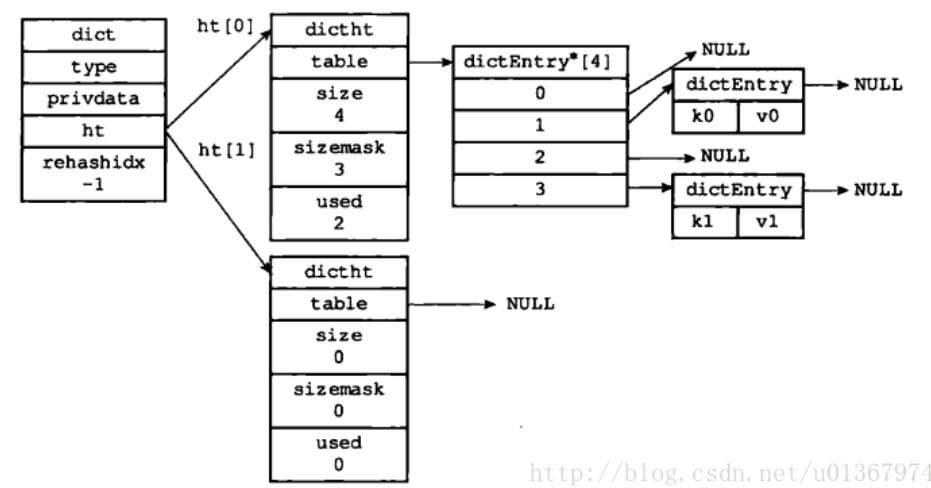 dict
type
privdata
ht
rehashidx
-1
ht[0]
ht[1]
dictht
table
size
4
sizemask
3
used
2
dictEntry*[4]
0
1
2
3
NULL
dictEntry
k0 v0
NULL
NULL
dictEntry
k1 v1
NULL
dictht
table
size
0
sizemask
0
used
0
NULL
http://blog.csdn.net/u01367974